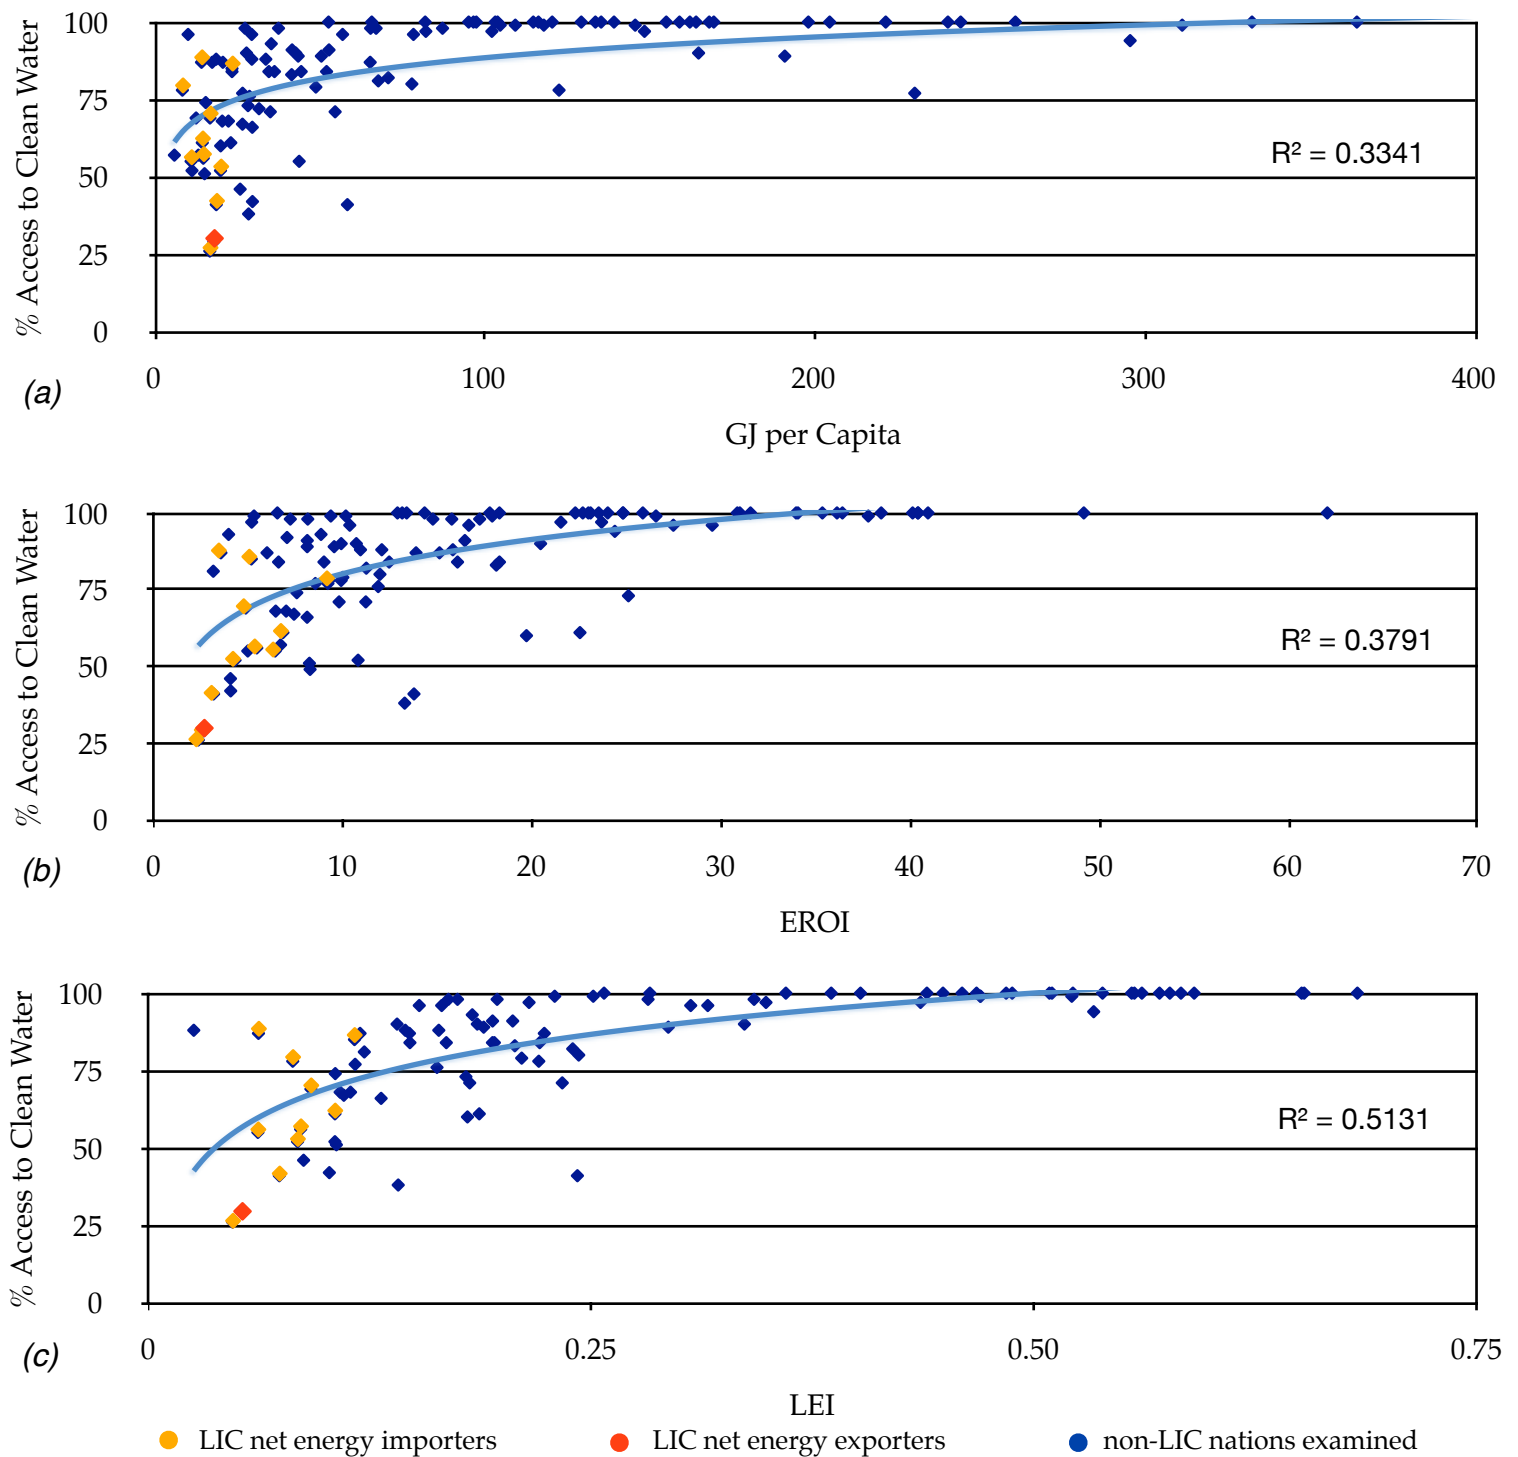 % Access to Clean Water
100
75
50
25
0
R² = 0.3341
0 100 200 300 400
(a)
GJ per Capita
% Access to Clean Water
100
75
50
25
0
R² = 0.3791
0 10 20 30 40 50 60 70
(b)
EROI
% Access to Clean Water
100
75
50
25
0
R² = 0.5131
0 0.25 0.50 0.75
(c)
LEI
LIC net energy importers LIC net energy exporters non-LIC nations examined